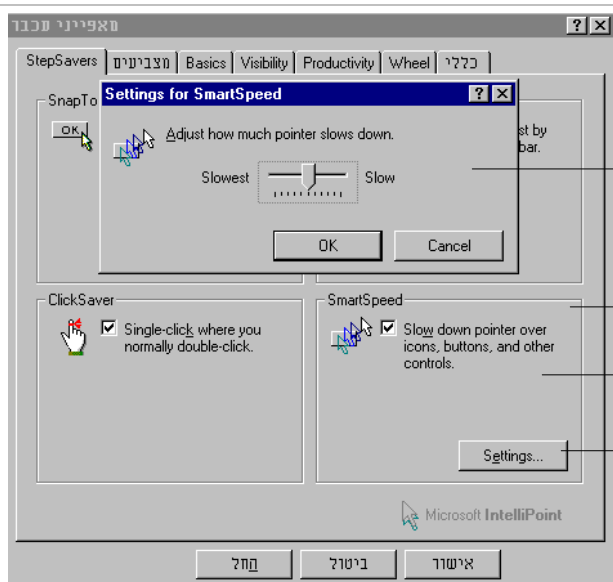 מאפייני מכבר
StepSavers מצביעים Basics Visibility Productivity Wheel כללי
SnapTo
OK
st by
bar.
Settings for SmartSpeed
Adjust how much pointer slows down.
Slowest Slow
OK Cancel
ClickSaver
Single-click where you
normally double-click.
SmartSpeed
Slow down pointer over
icons, buttons, and other
controls.
Settings...
Microsoft IntelliPoint
החל ביטול אישור